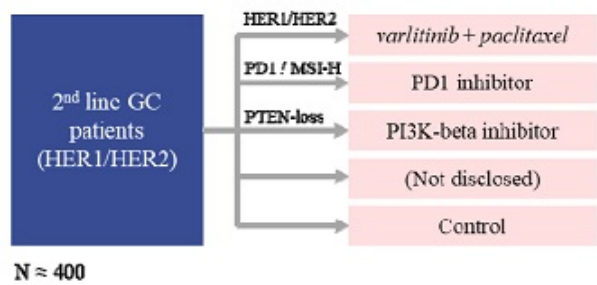 2nd line GC
patients
(HER1/HER2)
HER1/HER2
varlitinib + paclitaxel
PD1 / MSI-H
PD1 inhibitor
PTEN-loss
PI3K-beta inhibitor
(Not disclosed)
Control
N ≈ 400